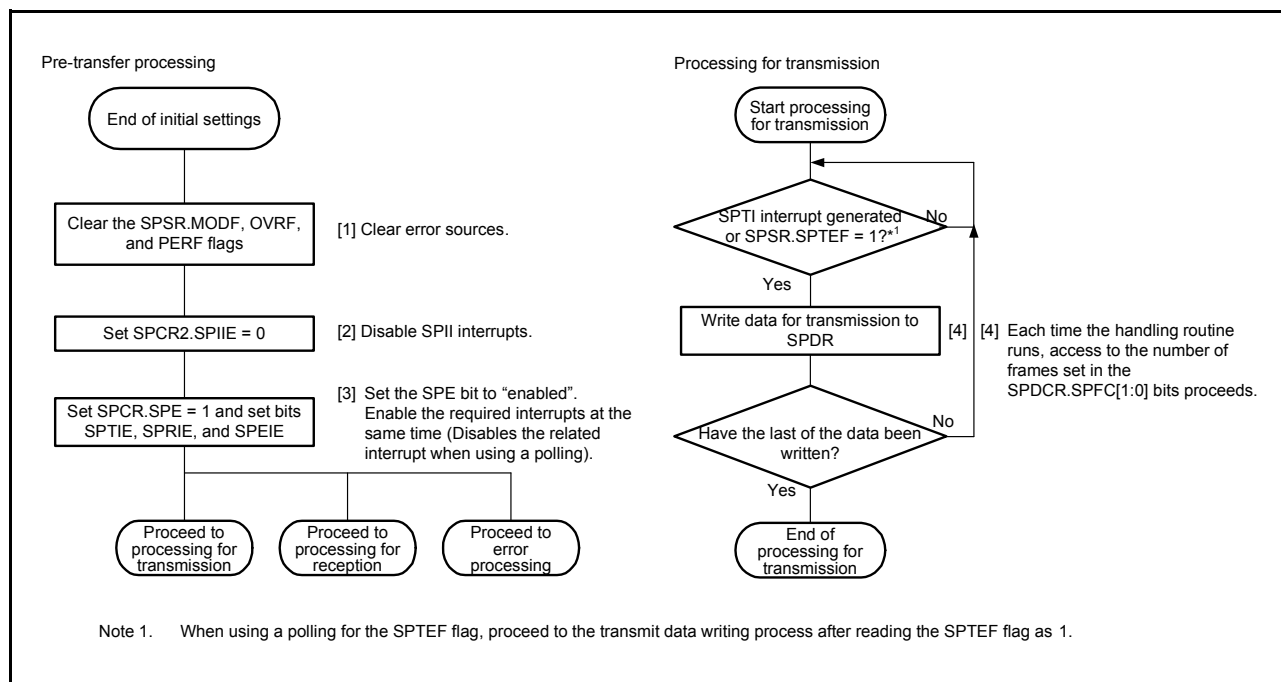 Pre-transfer processing
End of initial settings
Clear the SPSR.MODF, OVRF,
and PERF flags
[1] Clear error sources.
Set SPCR2.SPIIE = 0
[2] Disable SPII interrupts.
Set SPCR.SPE = 1 and set bits
SPTIE, SPRIE, and SPEIE
[3] Set the SPE bit to “enabled”.
Enable the required interrupts at the
same time (Disables the related
interrupt when using a polling).
Proceed to
processing for
transmission
Proceed to
processing for
reception
Proceed to
error
processing
Processing for transmission
Start processing
for transmission
SPTI interrupt generated
or SPSR.SPTEF = 1?*1
No
Yes
Write data for transmission to
SPDR
[4]
[4] Each time the handling routine
runs, access to the number of
frames set in the
SPDCR.SPFC[1:0] bits proceeds.
Have the last of the data been
written?
No
Yes
End of
processing for
transmission
Note 1. When using a polling for the SPTEF flag, proceed to the transmit data writing process after reading the SPTEF flag as 1.